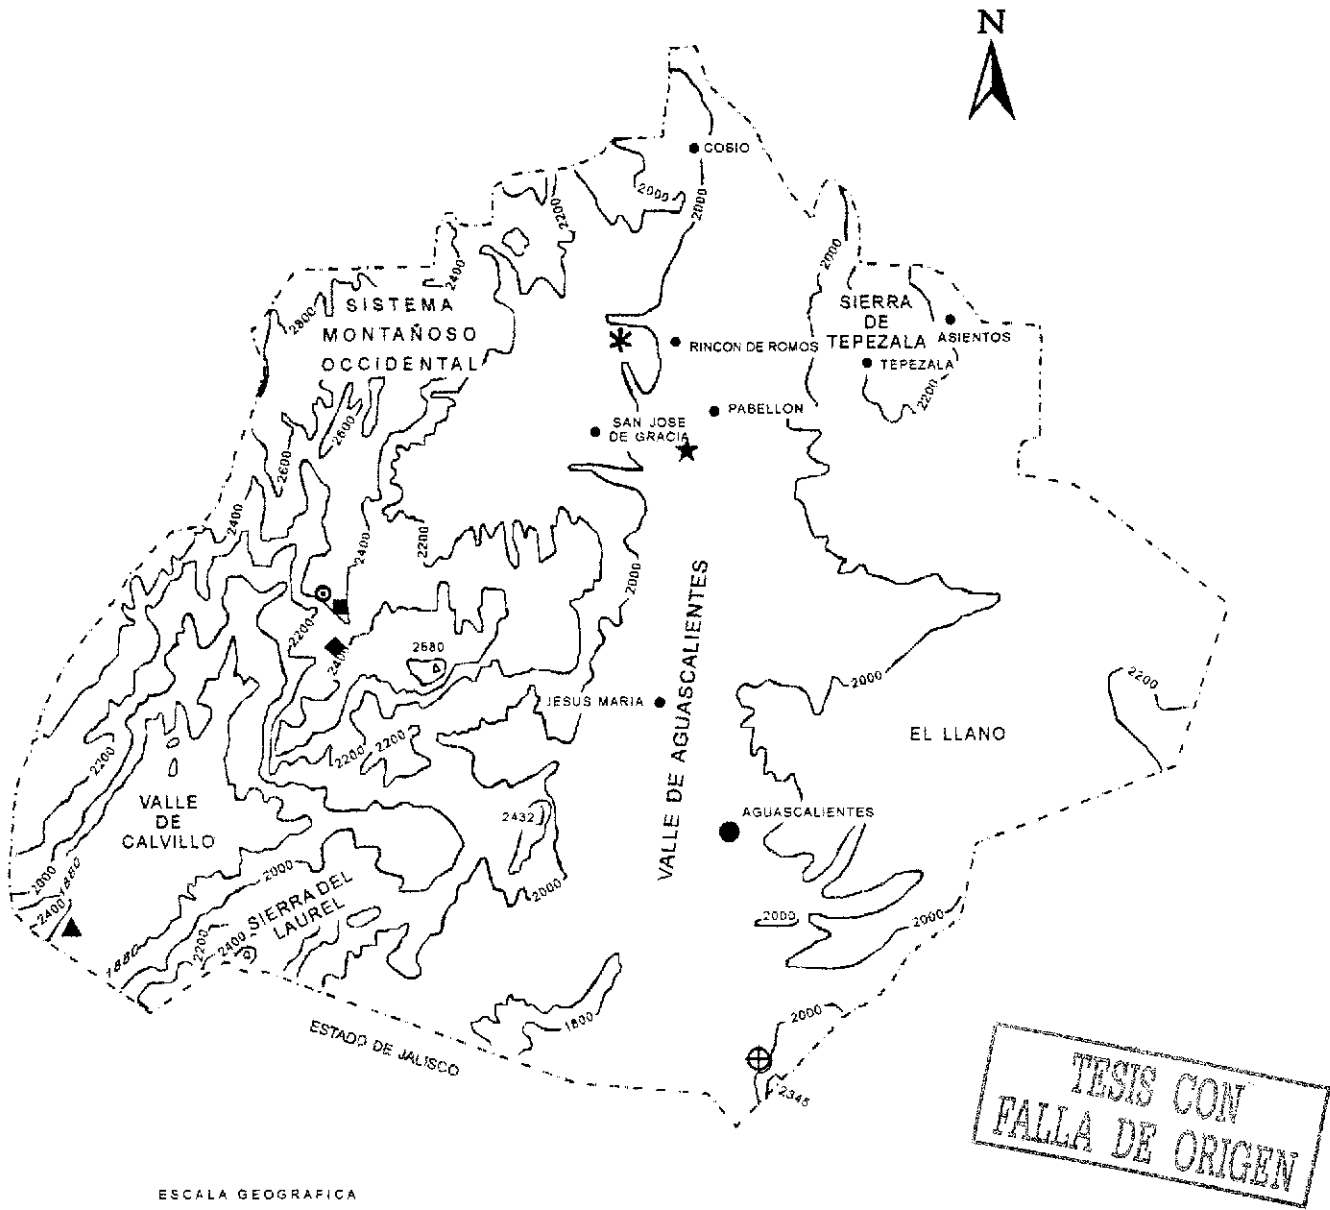 N
COSIO
2000
2000
2200
2400
2000
2800
SISTEMA
MONTAÑOSO
OCCIDENTAL
SIERRA
DE
TEPEZALA
ASIENTOS
RINCON DE ROMOS
TEPEZALA
2200
PABELLON
SAN JOSE
DE GRACIA
2600
2600
2400
2400
2200
2000
2200
2400
2680
VALLE DE AGUASCALIENTES
JESUS MARIA
2000
2200
EL LLANO
2200
2200
2200
VALLE
DE
CALVILLO
2432
AGUASCALIENTES
2000
1880
2400
2000
2000
SIERRA DEL
LAUREL
2200
2400
1880
2000
2000
1800
2000
2345
ESTADO DE JALISCO
TESIS CON
FALLA DE ORIGEN
ESCALA GEOGRAFICA